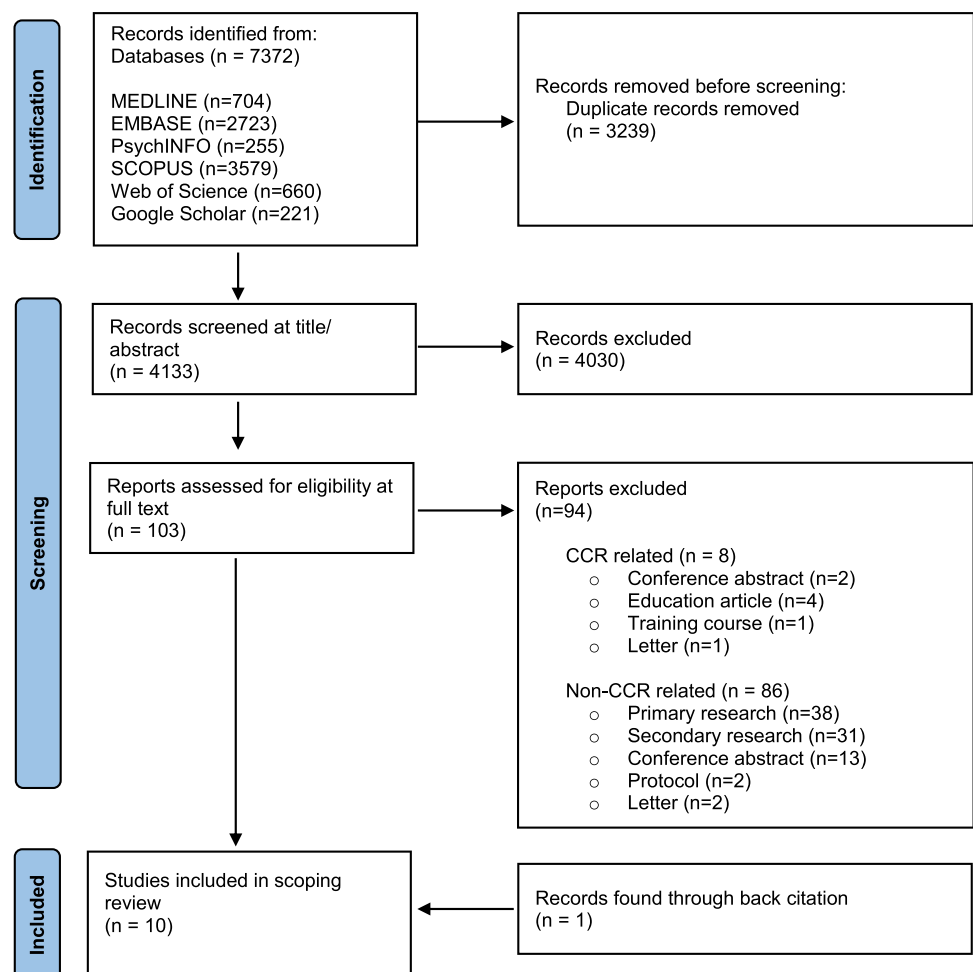 Identification
Records identified from:
Databases (n = 7372)
MEDLINE (n=704)
EMBASE (n=2723)
PsychINFO (n=255)
SCOPUS (n=3579)
Web of Science (n=660)
Google Scholar (n=221)
Records removed before screening:
Duplicate records removed
(n = 3239)
Screening
Records screened at title/
abstract
(n = 4133)
Records excluded
(n = 4030)
Reports assessed for eligibility at
full text
(n = 103)
Reports excluded
(n=94)
CCR related (n = 8)
○ Conference abstract (n=2)
○ Education article (n=4)
○ Training course (n=1)
○ Letter (n=1)
Non-CCR related (n = 86)
○ Primary research (n=38)
○ Secondary research (n=31)
○ Conference abstract (n=13)
○ Protocol (n=2)
○ Letter (n=2)
Included
Studies included in scoping
review
(n = 10)
Records found through back citation
(n = 1)